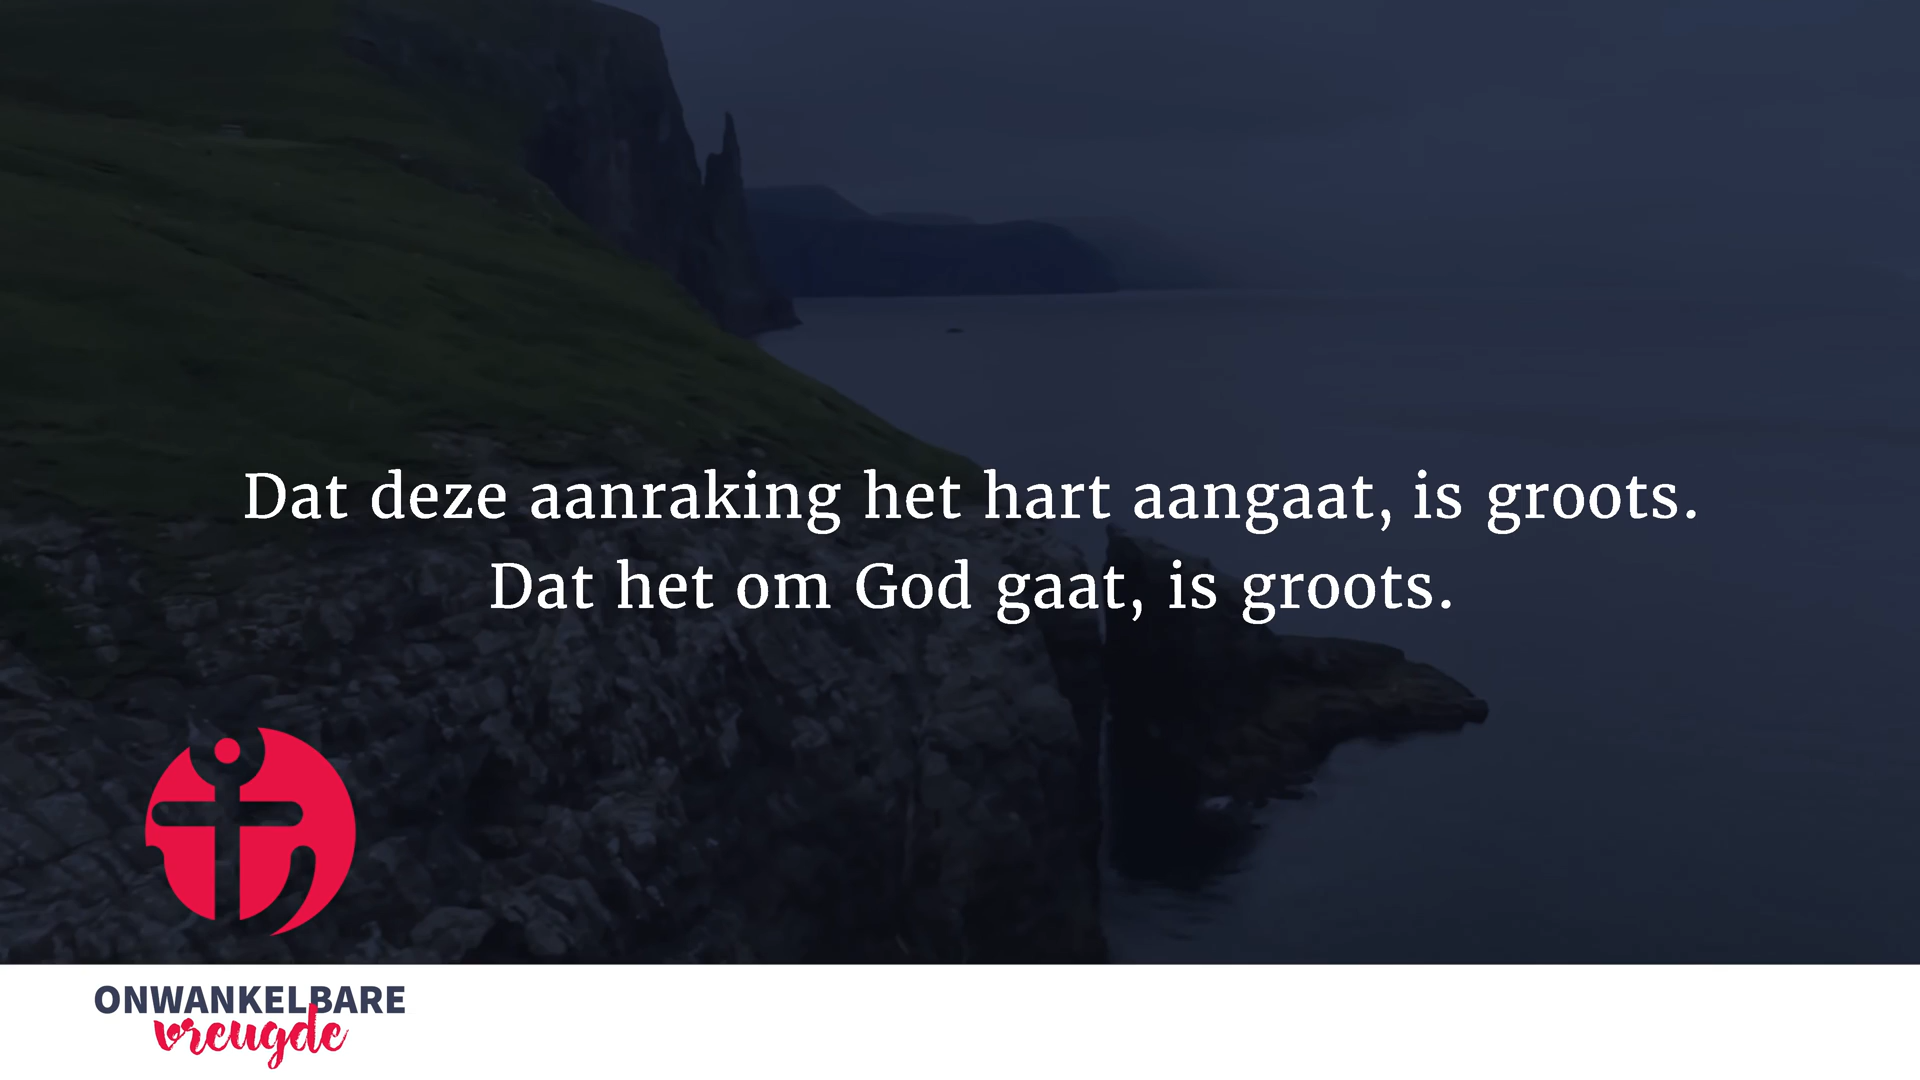 Dat deze aanraking het hart aangaat, is groots.
Dat het om God gaat, is groots.
ONWANKELBARE
vreugde